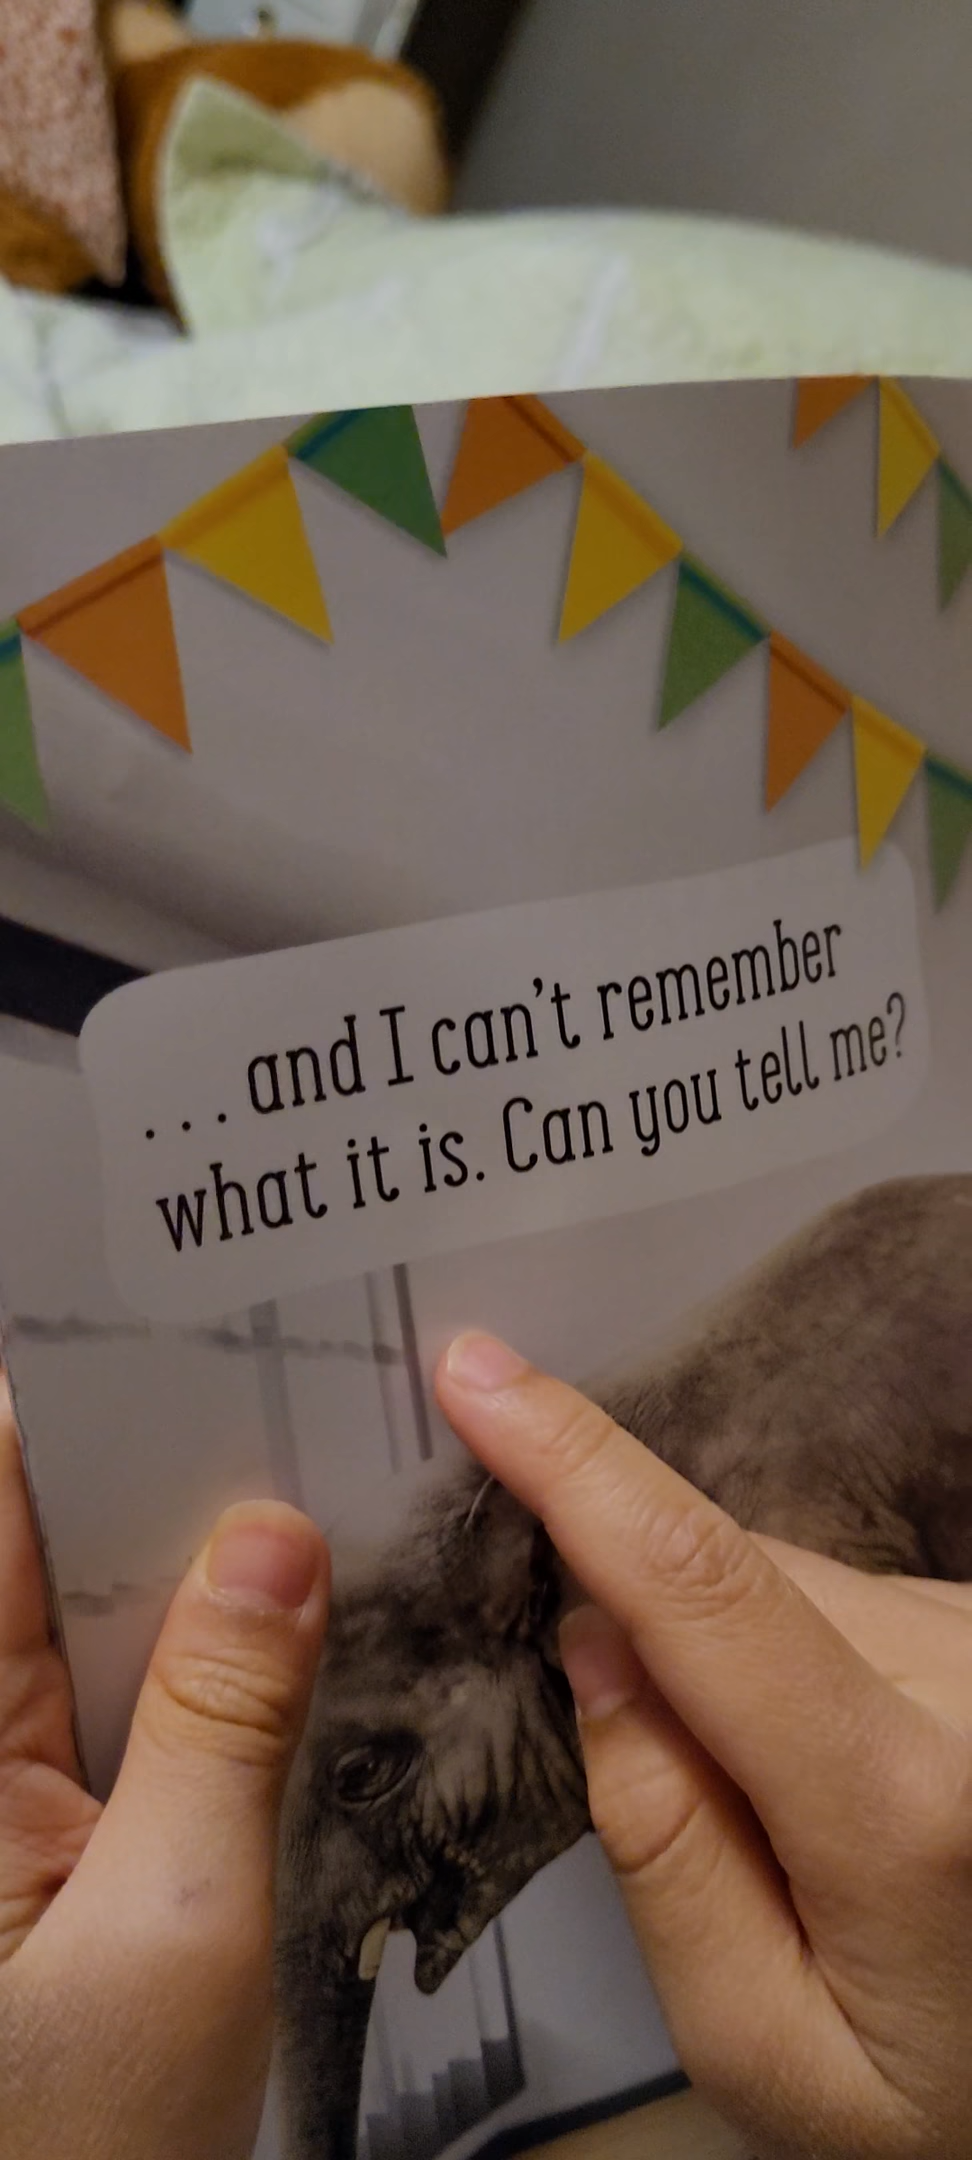 . . . and I can't remember
what it is. Can you tell me?